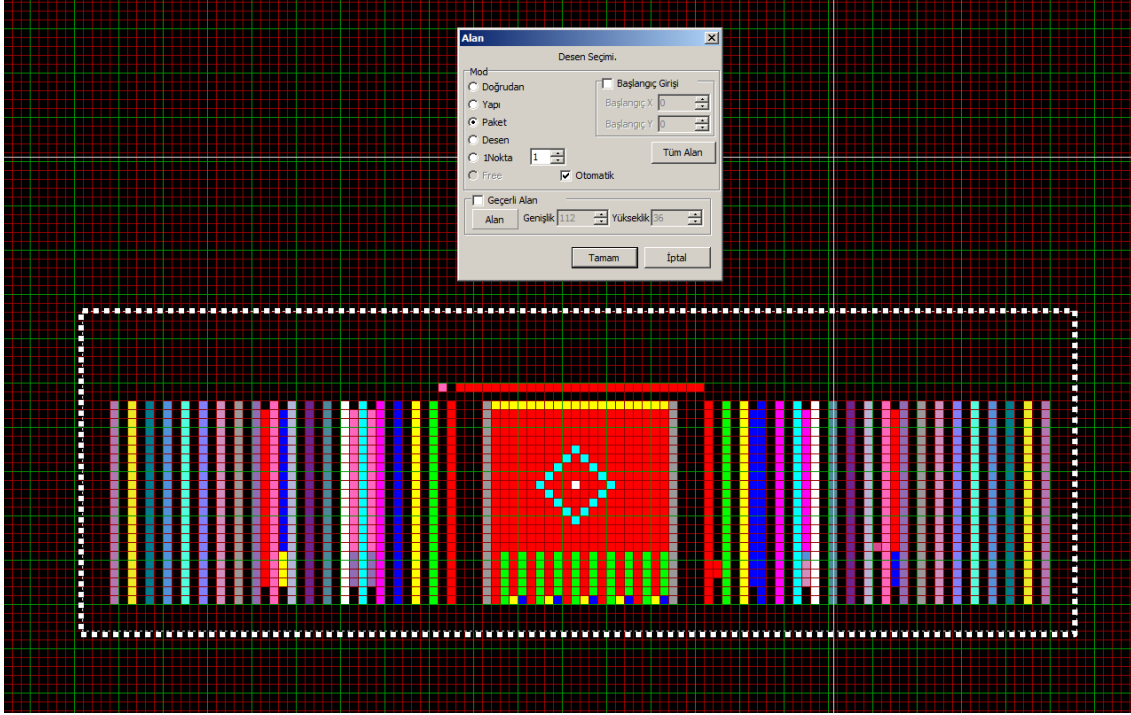 Alan
Desen Seçimi.
Mod
Doğrudan
Yapı
Paket
Desen
1Nokta 1
Free
Otomatik
Başlangıç Girişi
Başlangıç X 0
Başlangıç Y 0
Tüm Alan
Geçerli Alan
Alan Genişlik 112 Yükseklik 36
Tamam İptal